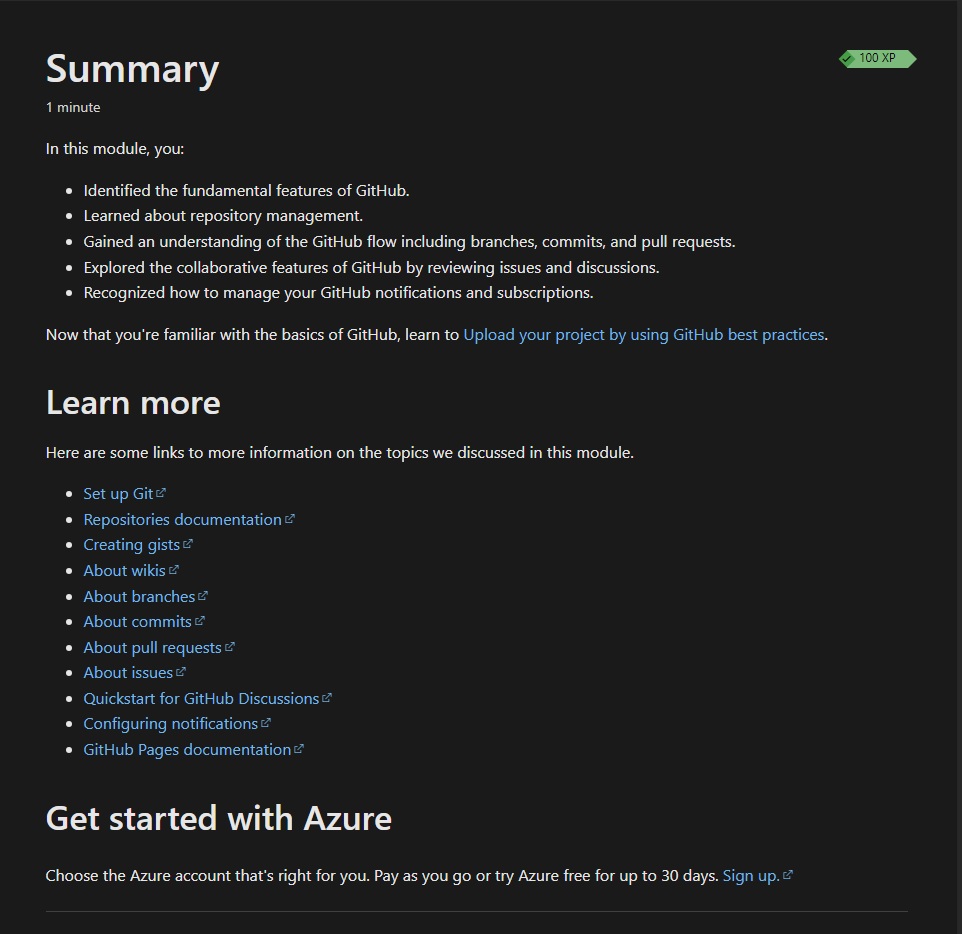 Summary
100 XP
1 minute
In this module, you:
Identified the fundamental features of GitHub.
Learned about repository management.
Gained an understanding of the GitHub flow including branches, commits, and pull requests.
Explored the collaborative features of GitHub by reviewing issues and discussions.
Recognized how to manage your GitHub notifications and subscriptions.
Now that you're familiar with the basics of GitHub, learn to Upload your project by using GitHub best practices.
Learn more
Here are some links to more information on the topics we discussed in this module.
Set up Git
Repositories documentation
Creating gists
About wikis
About branches
About commits
About pull requests
About issues
Quickstart for GitHub Discussions
Configuring notifications
GitHub Pages documentation
Get started with Azure
Choose the Azure account that's right for you. Pay as you go or try Azure free for up to 30 days. Sign up.